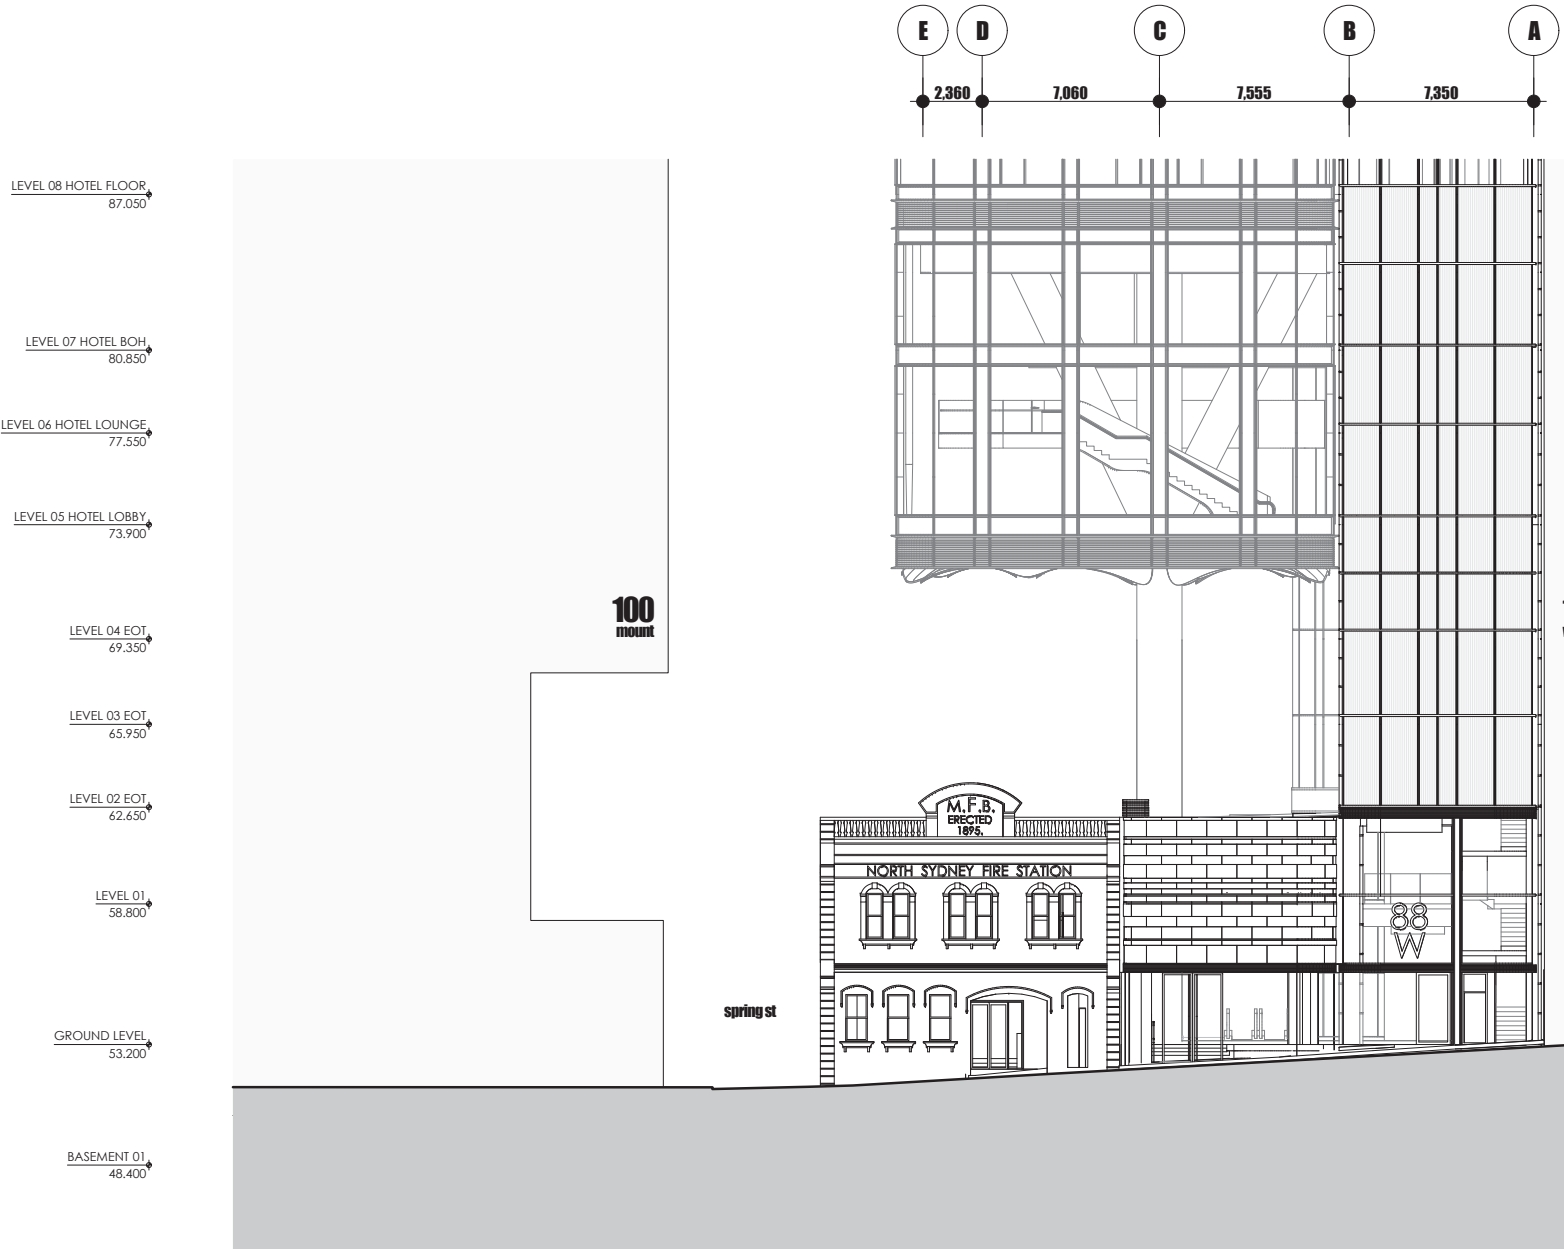 E D C B A
2,360 7,060 7,555 7,350
LEVEL 08 HOTEL FLOOR
87.050
LEVEL 07 HOTEL BOH
80.850
LEVEL 06 HOTEL LOUNGE
77.550
LEVEL 05 HOTEL LOBBY
73.900
100
mount
LEVEL 04 EOT
69.350
LEVEL 03 EOT
65.950
LEVEL 02 EOT
62.650
M.F.B.
ERECTED
1895.
NORTH SYDNEY FIRE STATION
LEVEL 01
58.800
88
W
spring st
GROUND LEVEL
53.200
BASEMENT 01
48.400